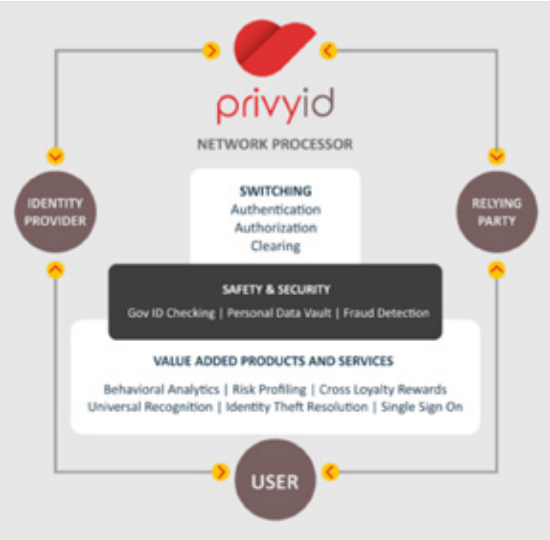 privyid
NETWORK PROCESSOR
IDENTITY
PROVIDER
RELYING
PARTY
SWITCHING
Authentication
Authorization
Clearing
SAFETY & SECURITY
Gov ID Checking | Personal Data Vault | Fraud Detection
VALUE ADDED PRODUCTS AND SERVICES
Behavioral Analytics | Risk Profiling | Cross Loyalty Rewards
Universal Recognition | Identity Theft Resolution | Single Sign On
USER